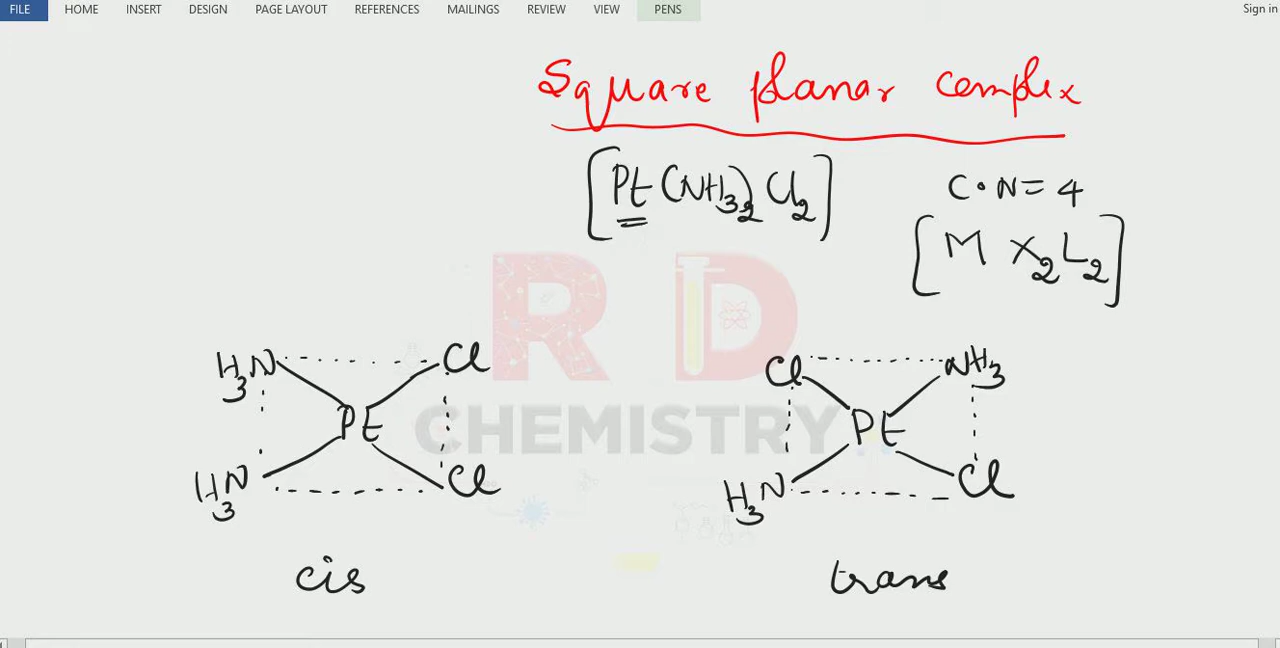 FILE HOME INSERT DESIGN PAGE LAYOUT REFERENCES MAILINGS REVIEW VIEW PENS Sign in
Square planar complex
[Pt(NH3)2Cl2] C.N=4
[M X2L2]
RD
CHEMISTRY
H3N Cl Cl NH3
Pt Pt
H3N Cl H3N Cl
cis trans